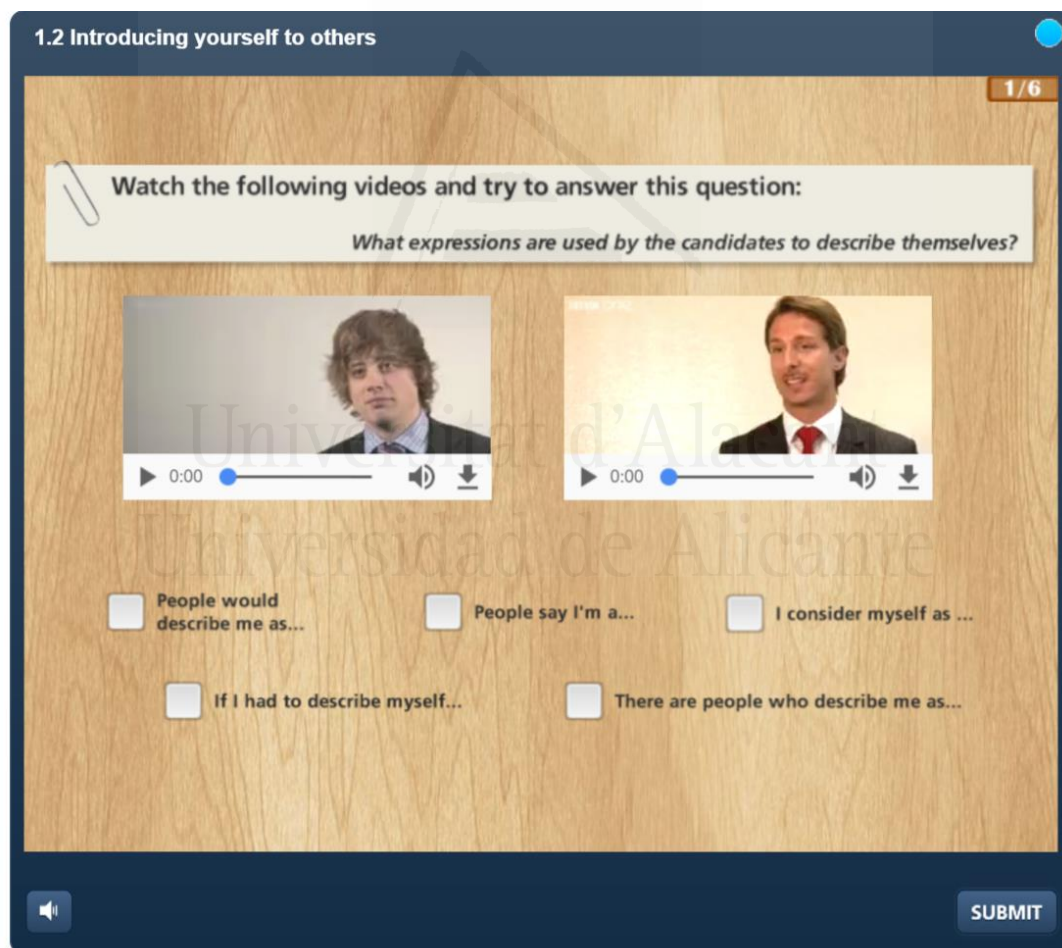 1.2 Introducing yourself to others
1/6
Watch the following videos and try to answer this question:
What expressions are used by the candidates to describe themselves?
0:00
0:00
Universitat d'Alacant
Universidad de Alicante
People would
describe me as...
People say I'm a...
I consider myself as ...
If I had to describe myself...
There are people who describe me as...
SUBMIT